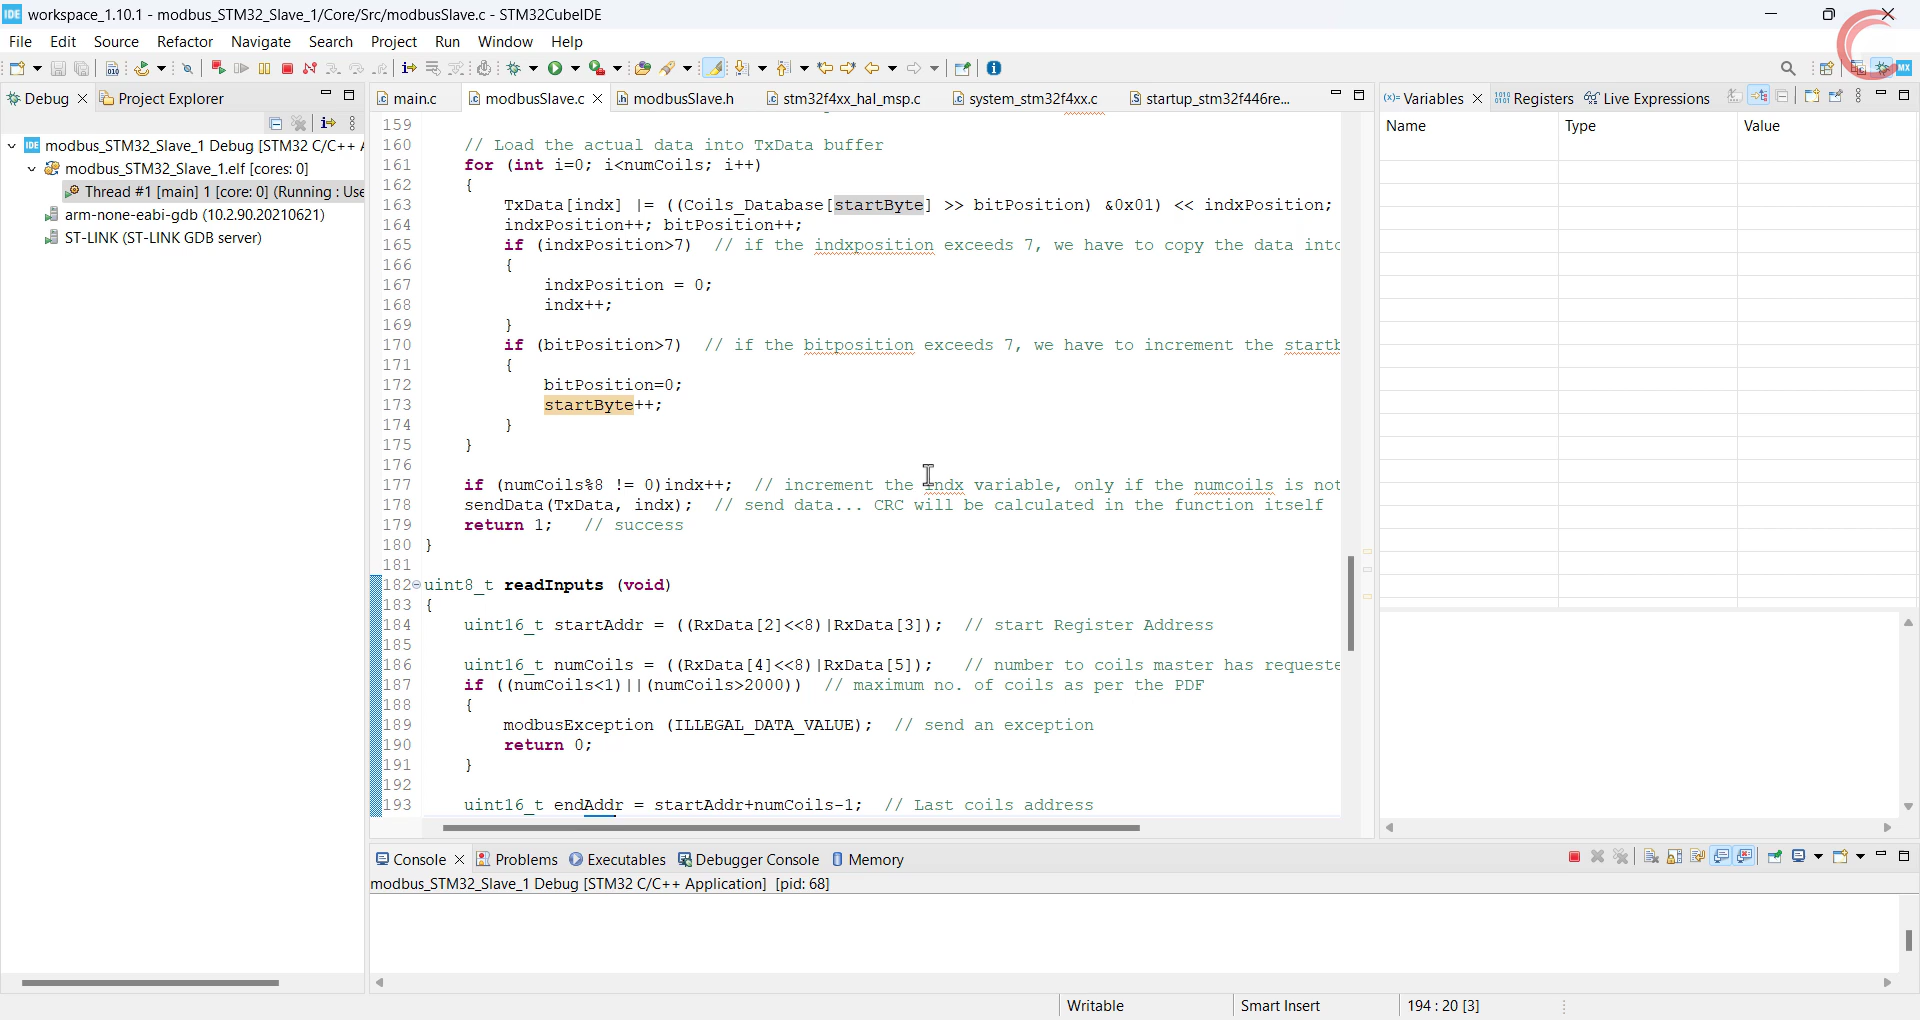 IDE workspace_1.10.1 - modbus_STM32_Slave_1/Core/Src/modbusSlave.c - STM32CubeIDE
File Edit Source Refactor Navigate Search Project Run Window Help
Debug Project Explorer
main.c modbusSlave.c modbusSlave.h stm32f4xx_hal_msp.c system_stm32f4xx.c startup_stm32f446re...
(x)= Variables Registers Live Expressions
Name Type Value
IDE modbus_STM32_Slave_1 Debug [STM32 C/C++ A
modbus_STM32_Slave_1.elf [cores: 0]
Thread #1 [main] 1 [core: 0] (Running : Use
arm-none-eabi-gdb (10.2.90.20210621)
ST-LINK (ST-LINK GDB server)
159
160 // Load the actual data into TxData buffer
161 for (int i=0; i<numCoils; i++)
162 {
163 TxData[indx] |= ((Coils_Database[startByte] >> bitPosition) &0x01) << indxPosition;
164 indxPosition++; bitPosition++;
165 if (indxPosition>7) // if the indxposition exceeds 7, we have to copy the data into
166 {
167 indxPosition = 0;
168 indx++;
169 }
170 if (bitPosition>7) // if the bitposition exceeds 7, we have to increment the startb
171 {
172 bitPosition=0;
173 startByte++;
174 }
175 }
176
177 if (numCoils%8 != 0)indx++; // increment the indx variable, only if the numcoils is not
178 sendData(TxData, indx); // send data... CRC will be calculated in the function itself
179 return 1; // success
180 }
181
182 uint8_t readInputs (void)
183 {
184 uint16_t startAddr = ((RxData[2]<<8)|RxData[3]); // start Register Address
185
186 uint16_t numCoils = ((RxData[4]<<8)|RxData[5]); // number to coils master has requeste
187 if ((numCoils<1)||(numCoils>2000)) // maximum no. of coils as per the PDF
188 {
189 modbusException (ILLEGAL_DATA_VALUE); // send an exception
190 return 0;
191 }
192
193 uint16_t endAddr = startAddr+numCoils-1; // Last coils address
Console Problems Executables Debugger Console Memory
modbus_STM32_Slave_1 Debug [STM32 C/C++ Application] [pid: 68]
Writable Smart Insert 194 : 20 [3]